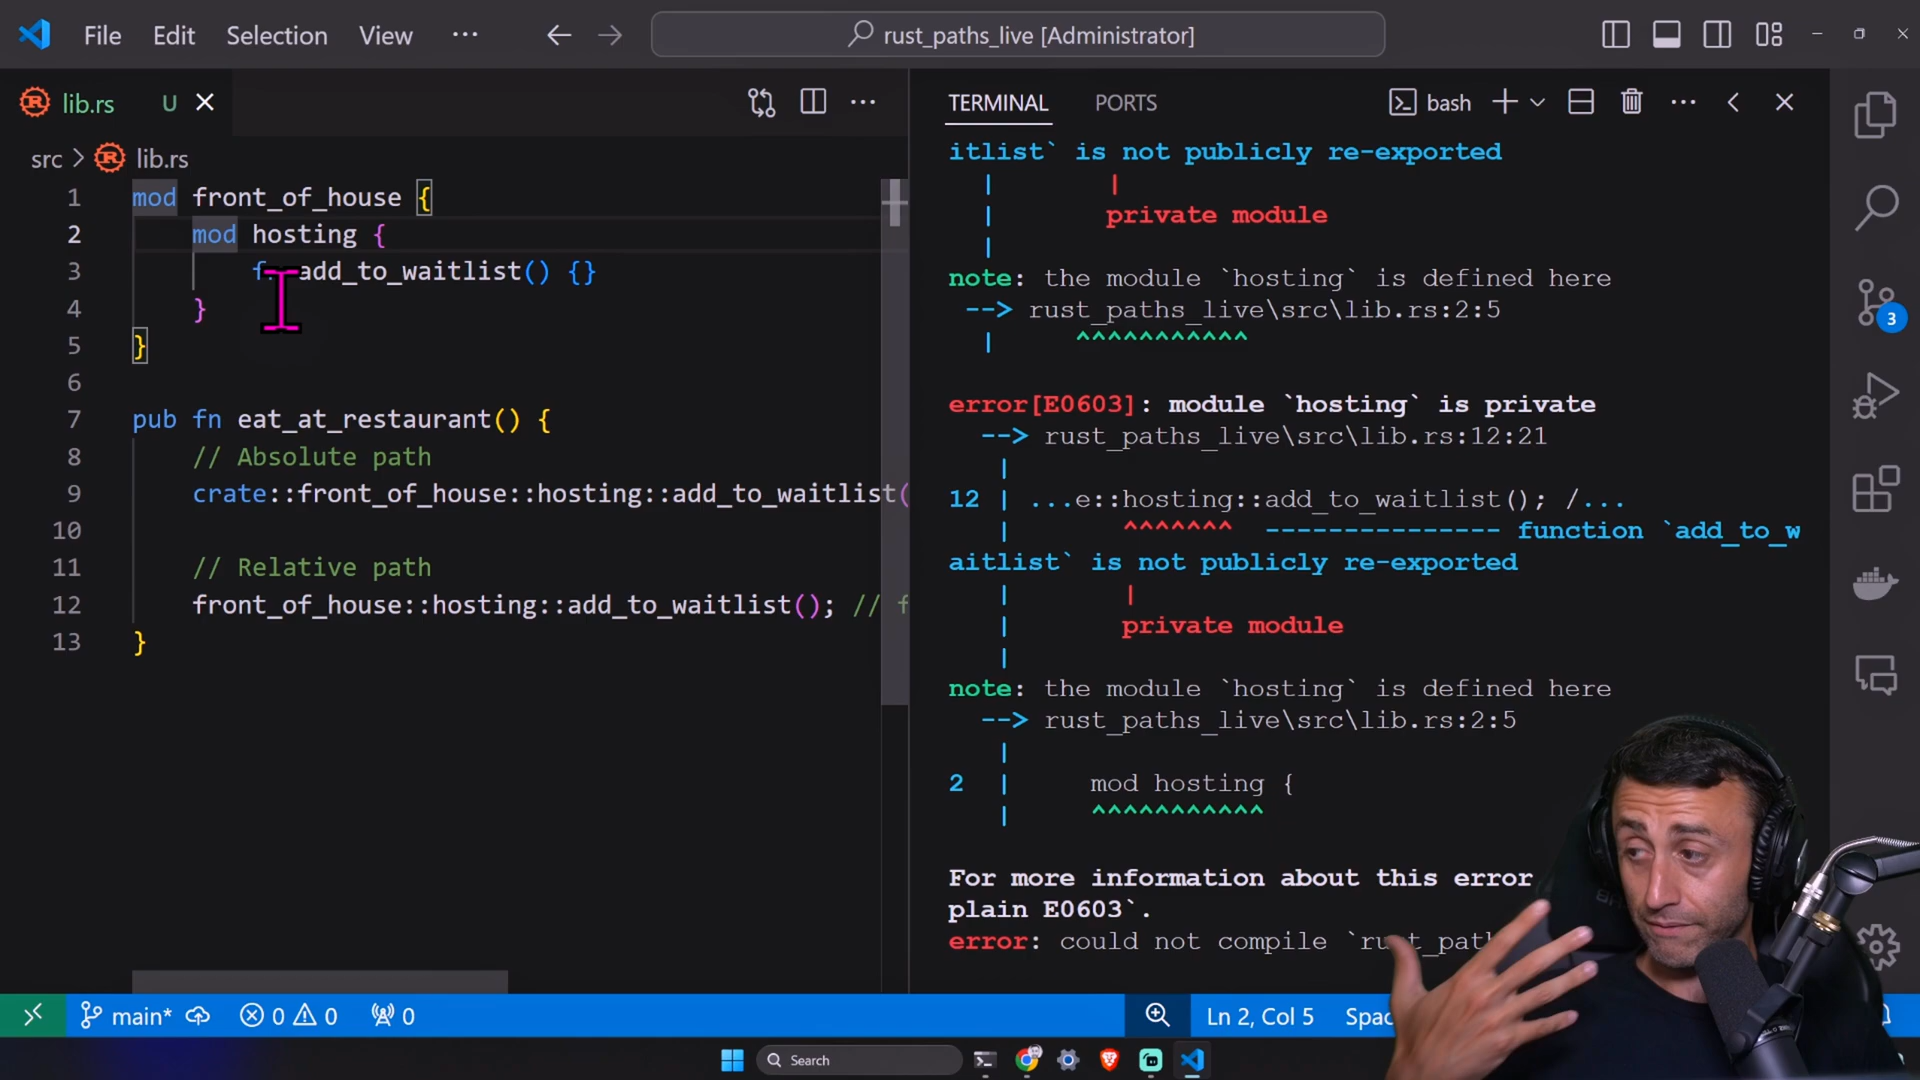 File Edit Selection View ...
rust_paths_live [Administrator]
lib.rs U
src > lib.rs
1 mod front_of_house {
2 mod hosting {
3 add_to_waitlist() {}
4 }
5 }
6
7 pub fn eat_at_restaurant() {
8 // Absolute path
9 crate::front_of_house::hosting::add_to_waitlist(
10
11 // Relative path
12 front_of_house::hosting::add_to_waitlist(); // f
13 }
TERMINAL PORTS bash
itlist` is not publicly re-exported
| |
| private module
|
note: the module `hosting` is defined here
--> rust_paths_live\src\lib.rs:2:5
| ^^^^^^^^^^^
error[E0603]: module `hosting` is private
--> rust_paths_live\src\lib.rs:12:21
|
12 | ...e::hosting::add_to_waitlist(); /...
| ^^^^^^^ --------------- function `add_to_w
aitlist` is not publicly re-exported
| |
| private module
|
note: the module `hosting` is defined here
--> rust_paths_live\src\lib.rs:2:5
|
2 | mod hosting {
| ^^^^^^^^^^^
For more information about this error
plain E0603`.
error: could not compile
3
main* 0 0 0
Ln 2, Col 5
Search